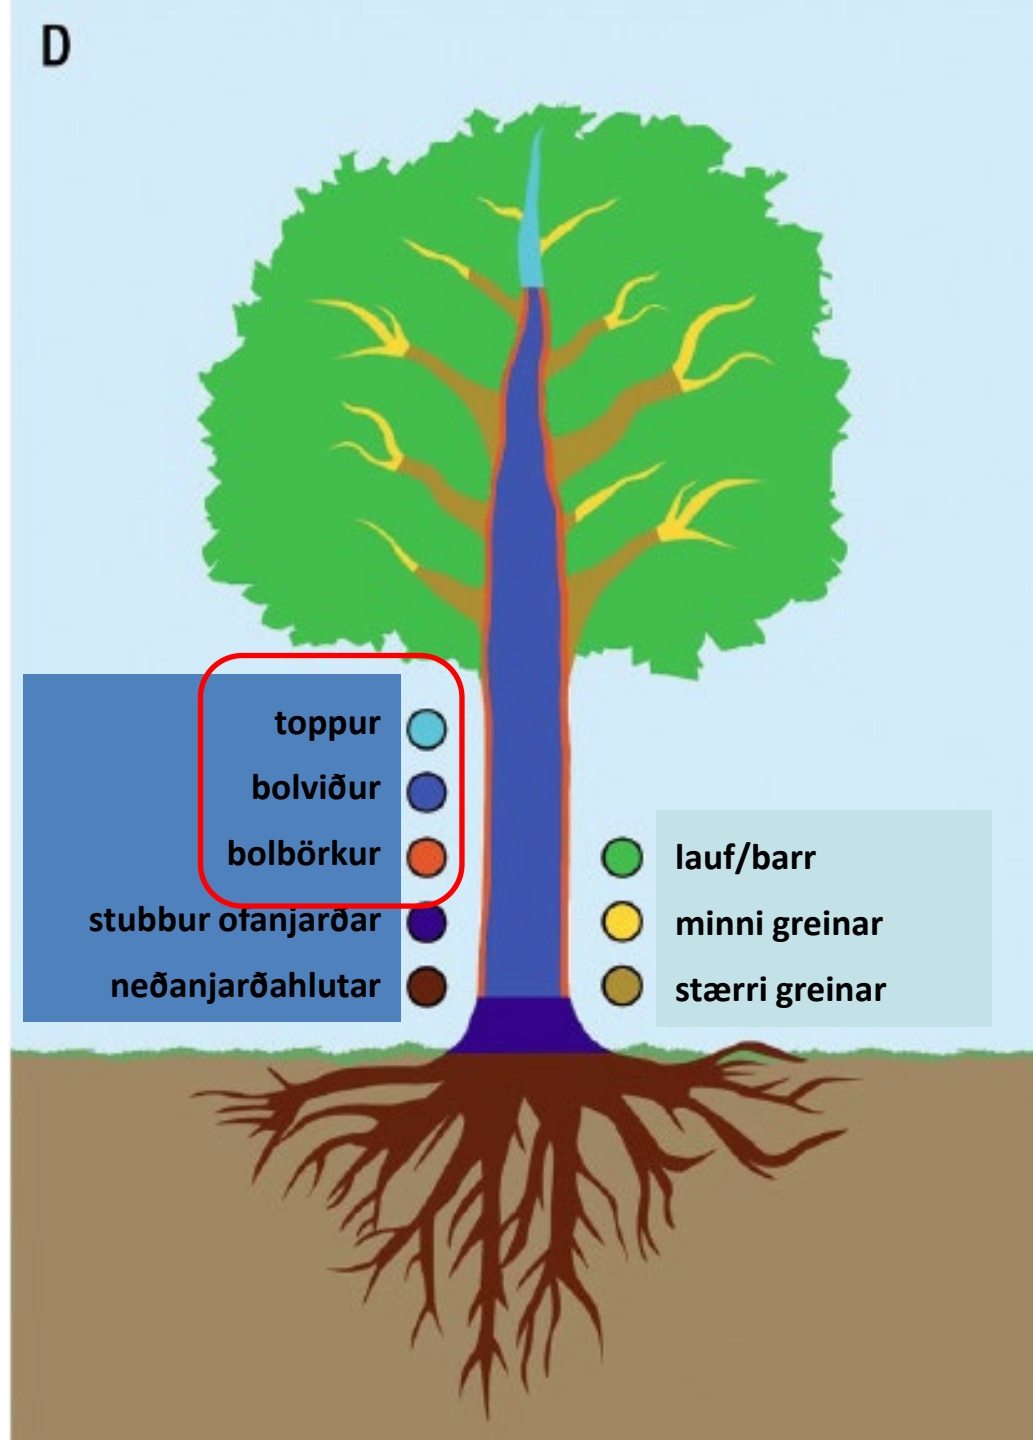 D
toppur
bolviður
bolbörkur
stubbur ofanjarðar
neðanjarðahlutar
lauf/barr
minni greinar
stærri greinar